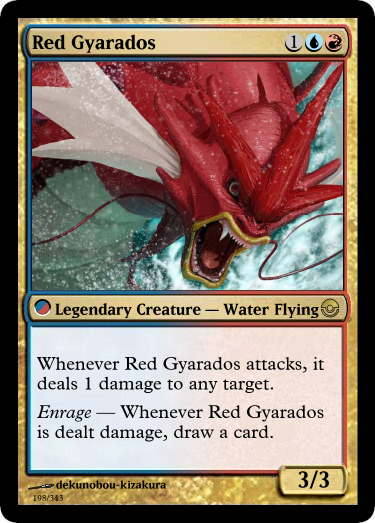 Red Gyarados 1
Legendary Creature — Water Flying
Whenever Red Gyarados attacks, it
deals 1 damage to any target.
Enrage — Whenever Red Gyarados
is dealt damage, draw a card.
3/3
dekunobou-kizakura
198/343